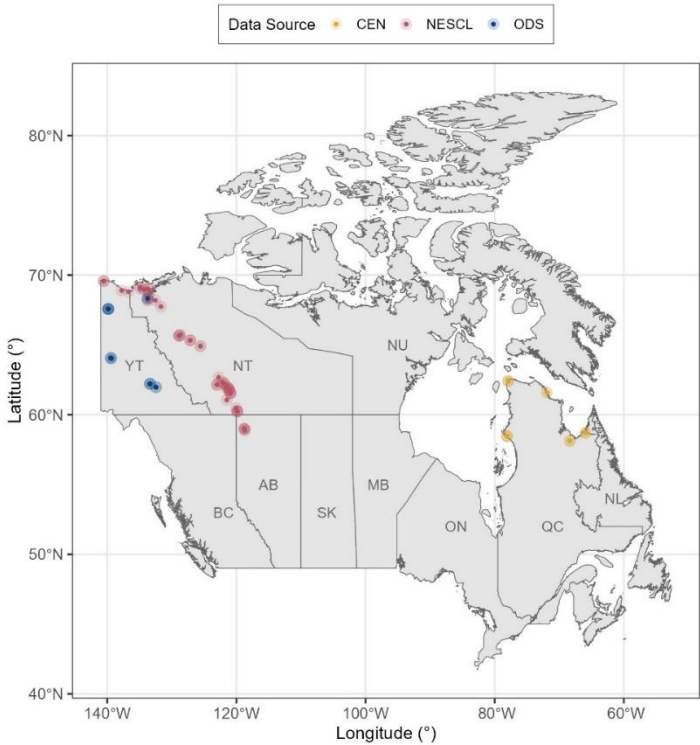 Data Source CEN NESCL ODS
80°N
70°N
60°N
50°N
40°N
Latitude (°)
YT
NT
NU
BC
AB
SK
MB
ON
QC
NL
140°W 120°W 100°W 80°W 60°W
Longitude (°)